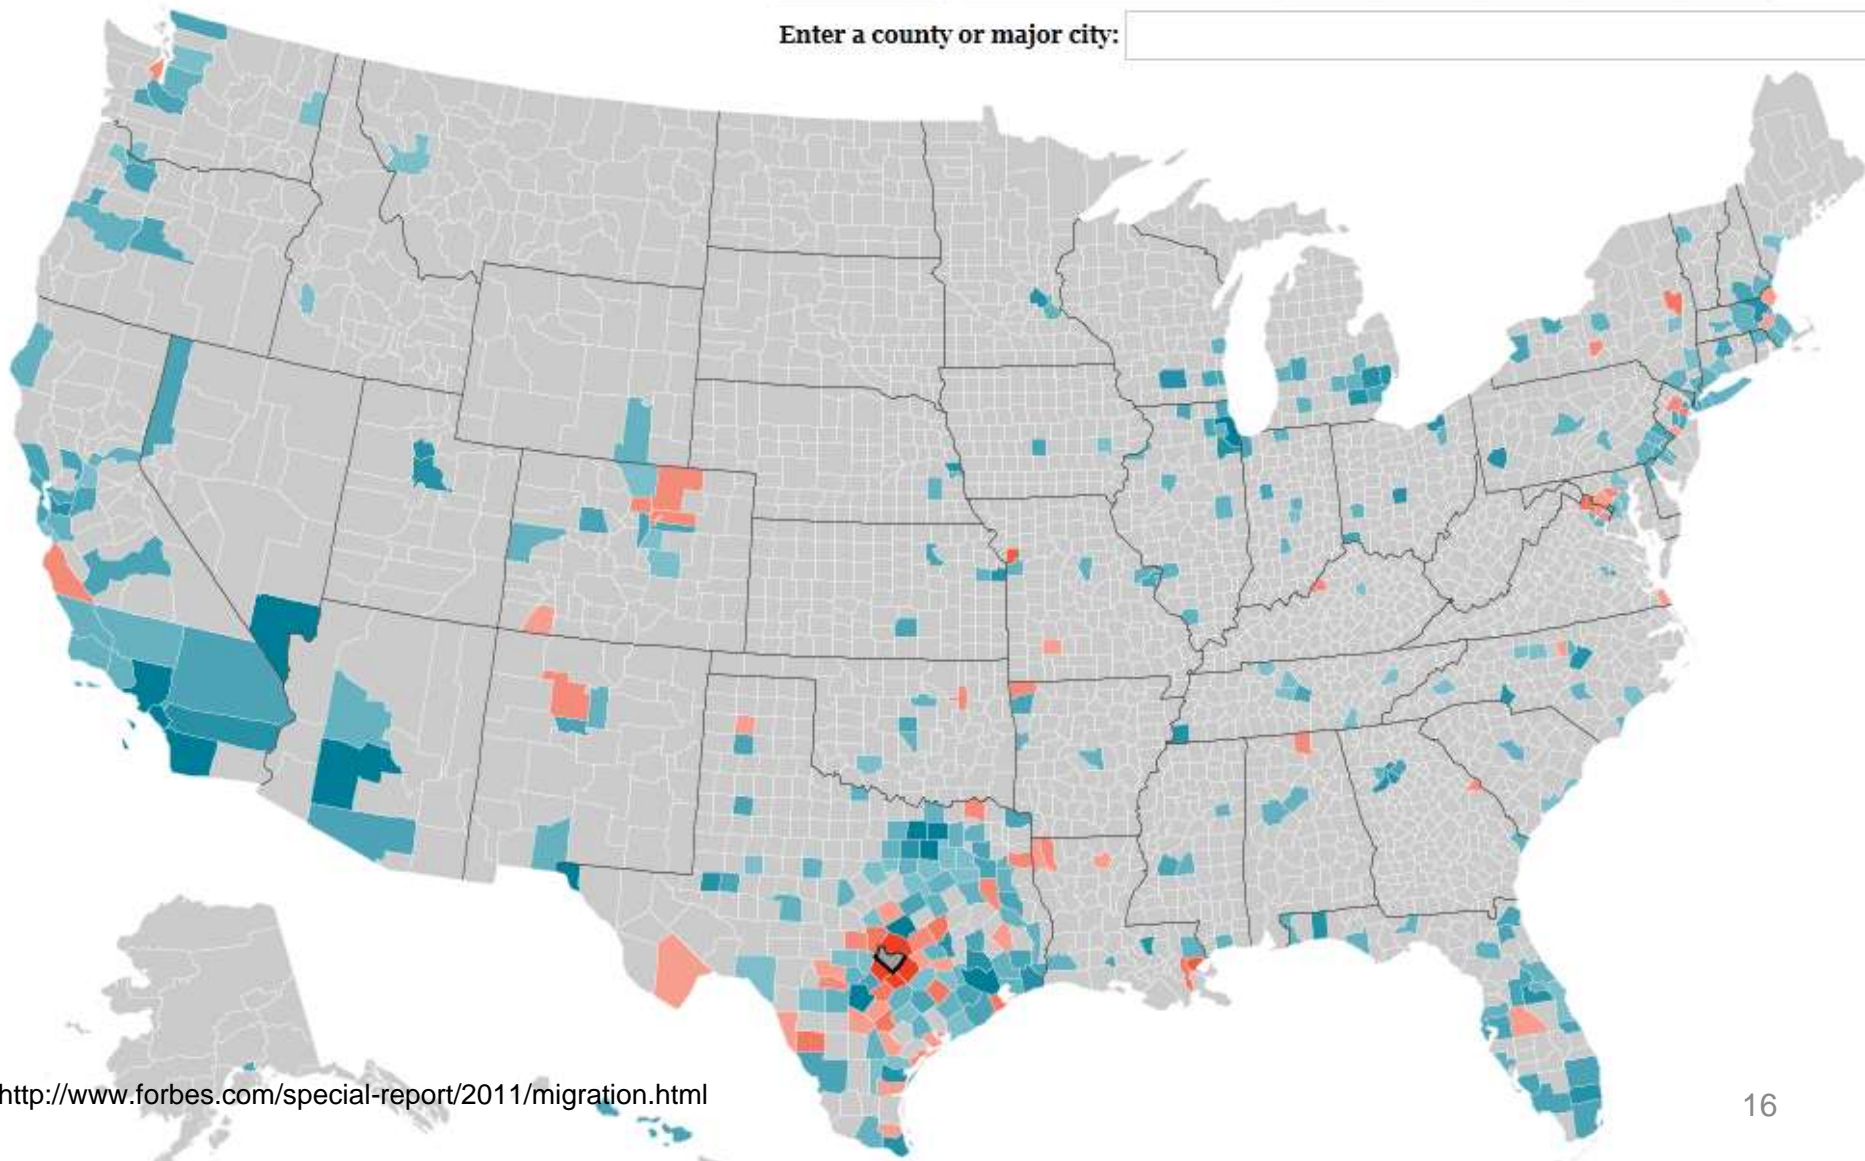 Enter a county or major city:
http://www.forbes.com/special-report/2011/migration.html
16